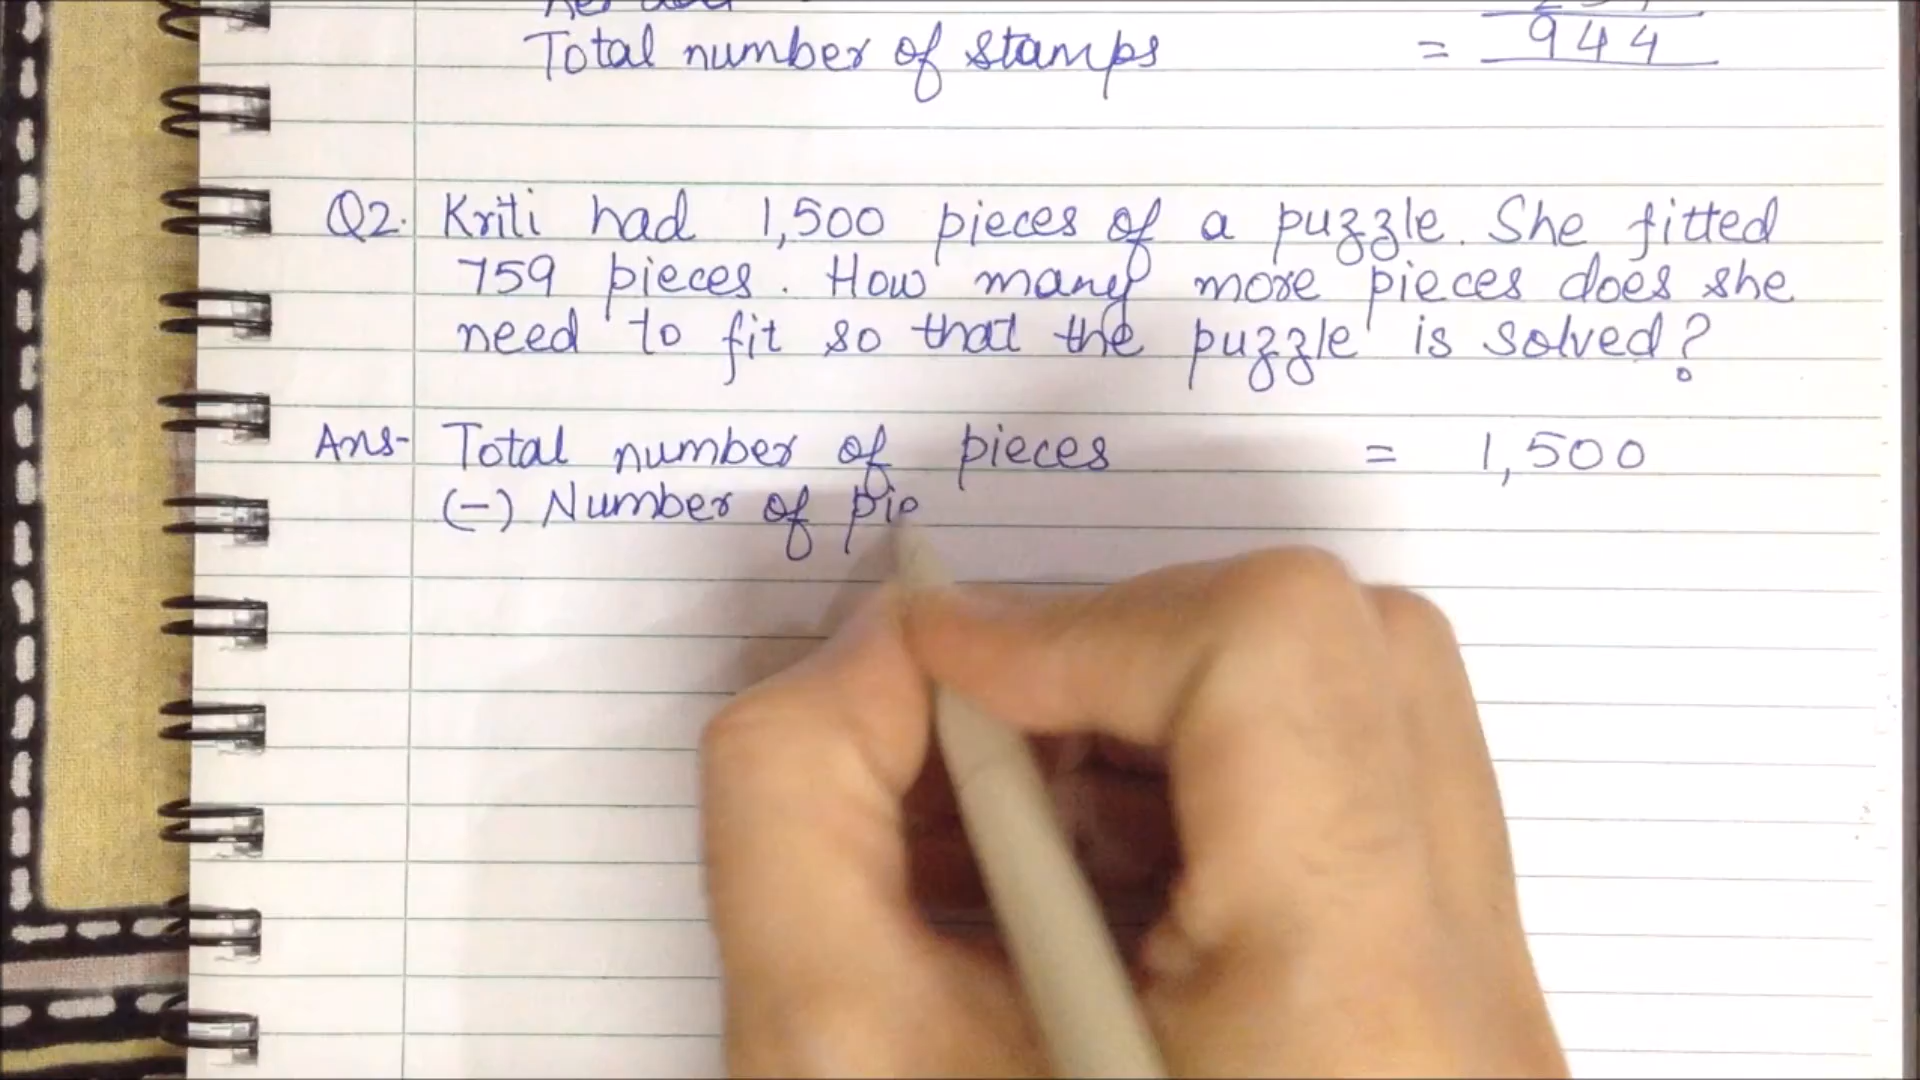 Total number of stamps = 944
Q2. Kriti had 1,500 pieces of a puzzle. She fitted
759 pieces. How many more pieces does she
need to fit so that the puzzle is solved?
Ans- Total number of pieces = 1,500
(-) Number of pie